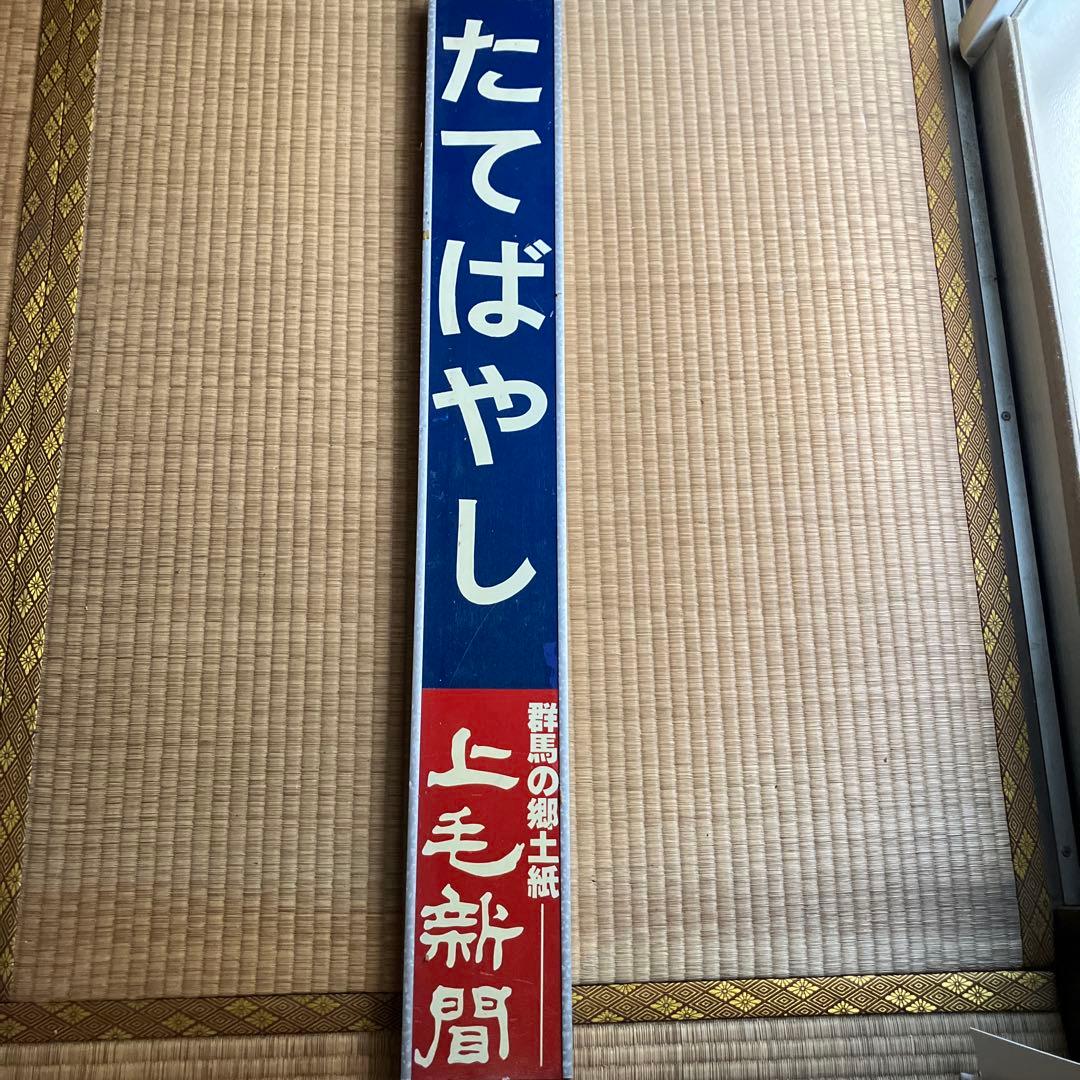 たてばやし
群馬の郷土紙
上毛新聞